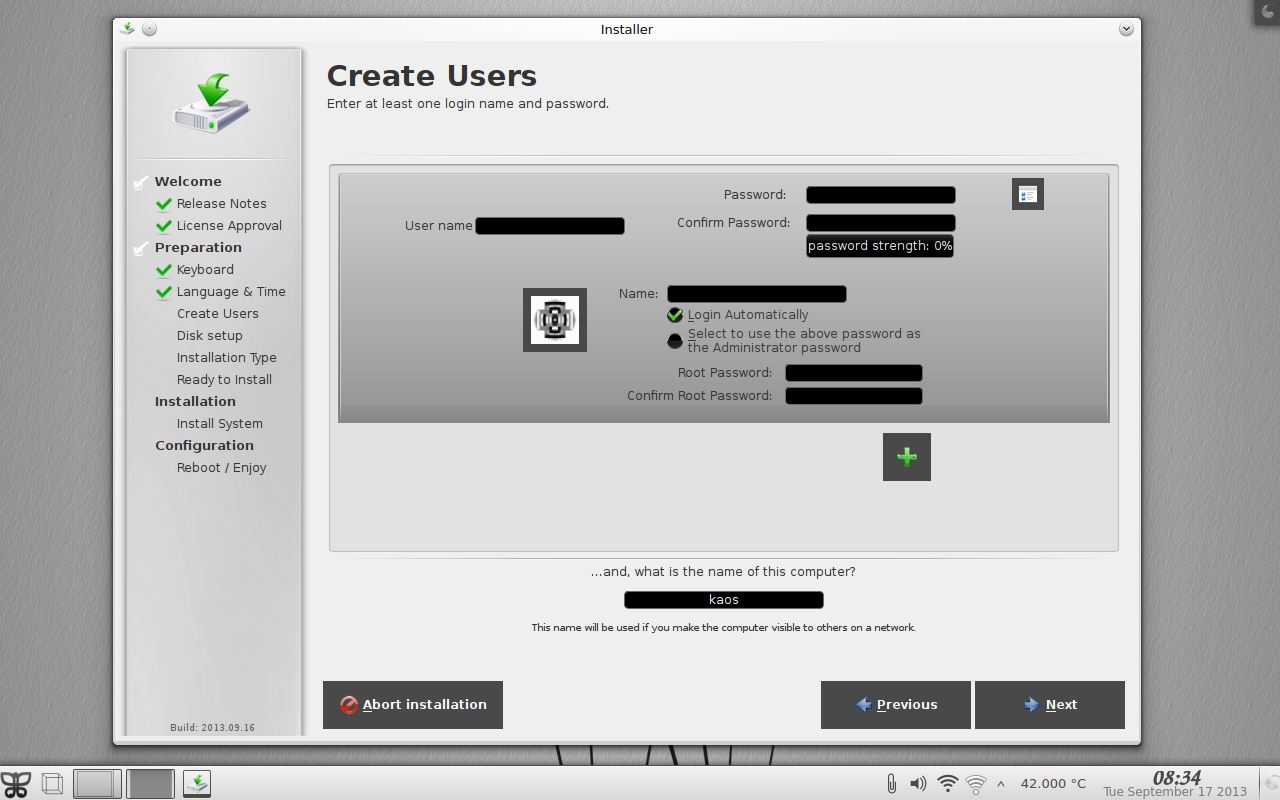 Installer
Create Users
Enter at least one login name and password.
Welcome
Release Notes
License Approval
Preparation
Keyboard
Language & Time
Create Users
Disk setup
Installation Type
Ready to Install
Installation
Install System
Configuration
Reboot / Enjoy
Build: 2013.09.16
Password:
User name
Confirm Password:
password strength: 0%
Name:
Login Automatically
Select to use the above password as
the Administrator password
Root Password:
Confirm Root Password:
...and, what is the name of this computer?
kaos
This name will be used if you make the computer visible to others on a network.
Abort installation
Previous
Next
42.000 °C
08:34
Tue September 17 2013